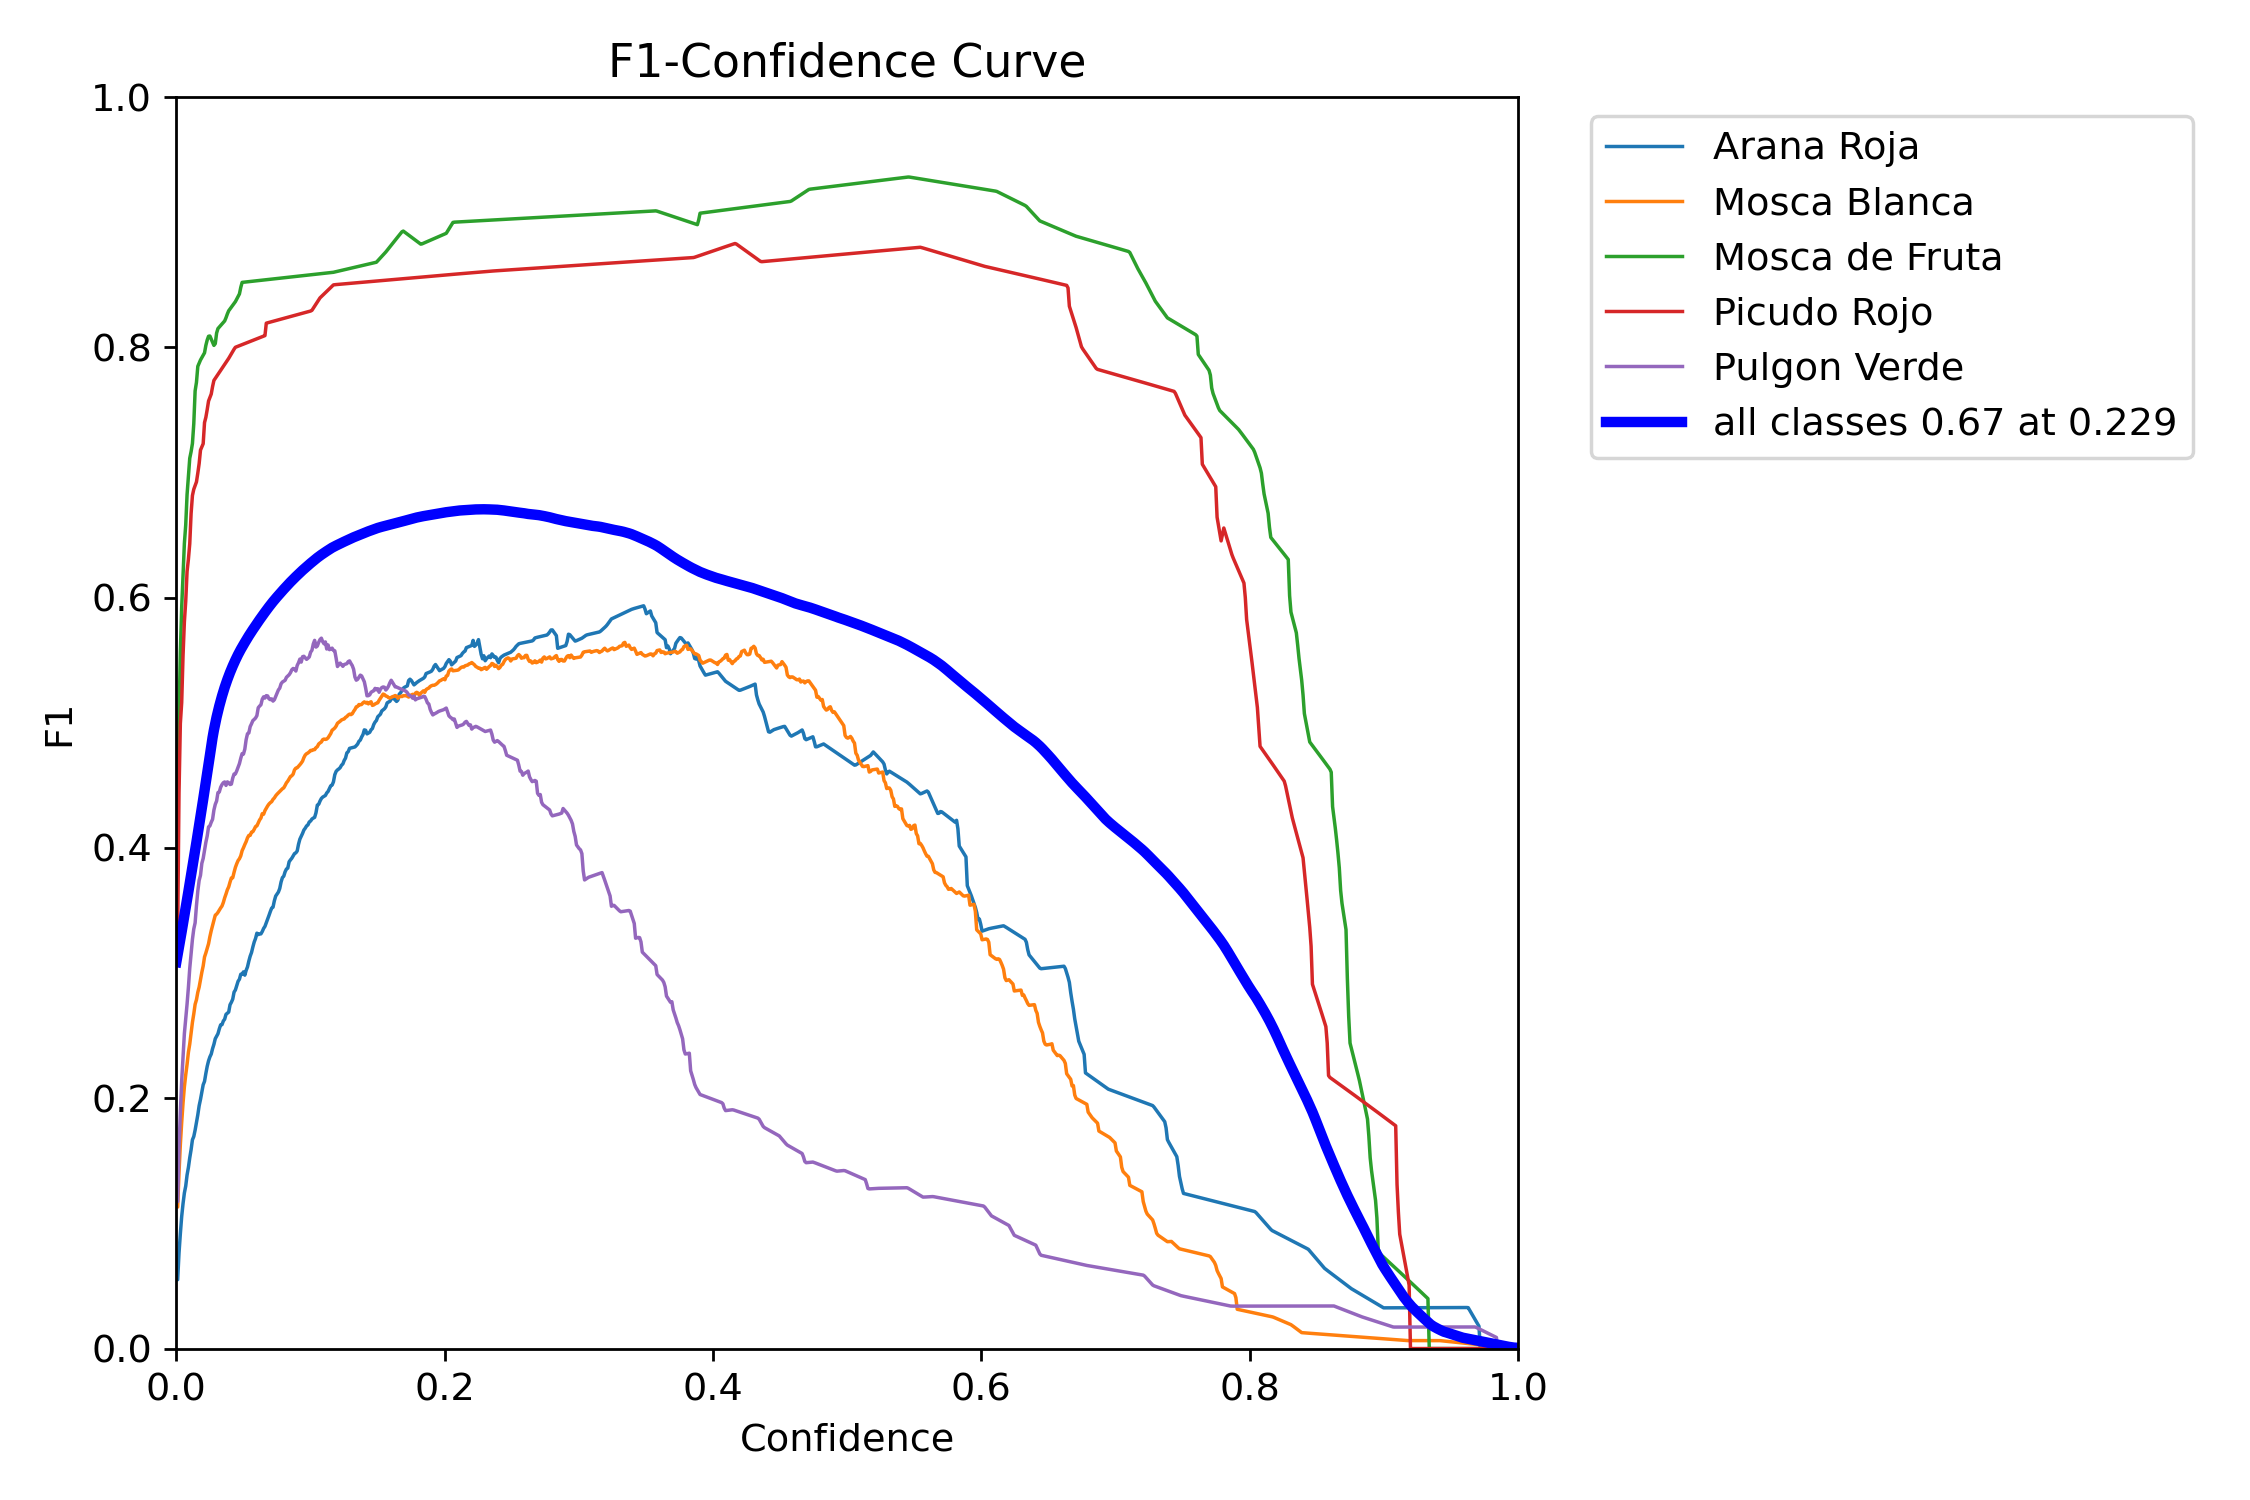 F1-Confidence Curve
1.0
0.8
0.6
0.4
0.2
0.0
F1
0.0 0.2 0.4 0.6 0.8 1.0
Confidence
Arana Roja
Mosca Blanca
Mosca de Fruta
Picudo Rojo
Pulgon Verde
all classes 0.67 at 0.229